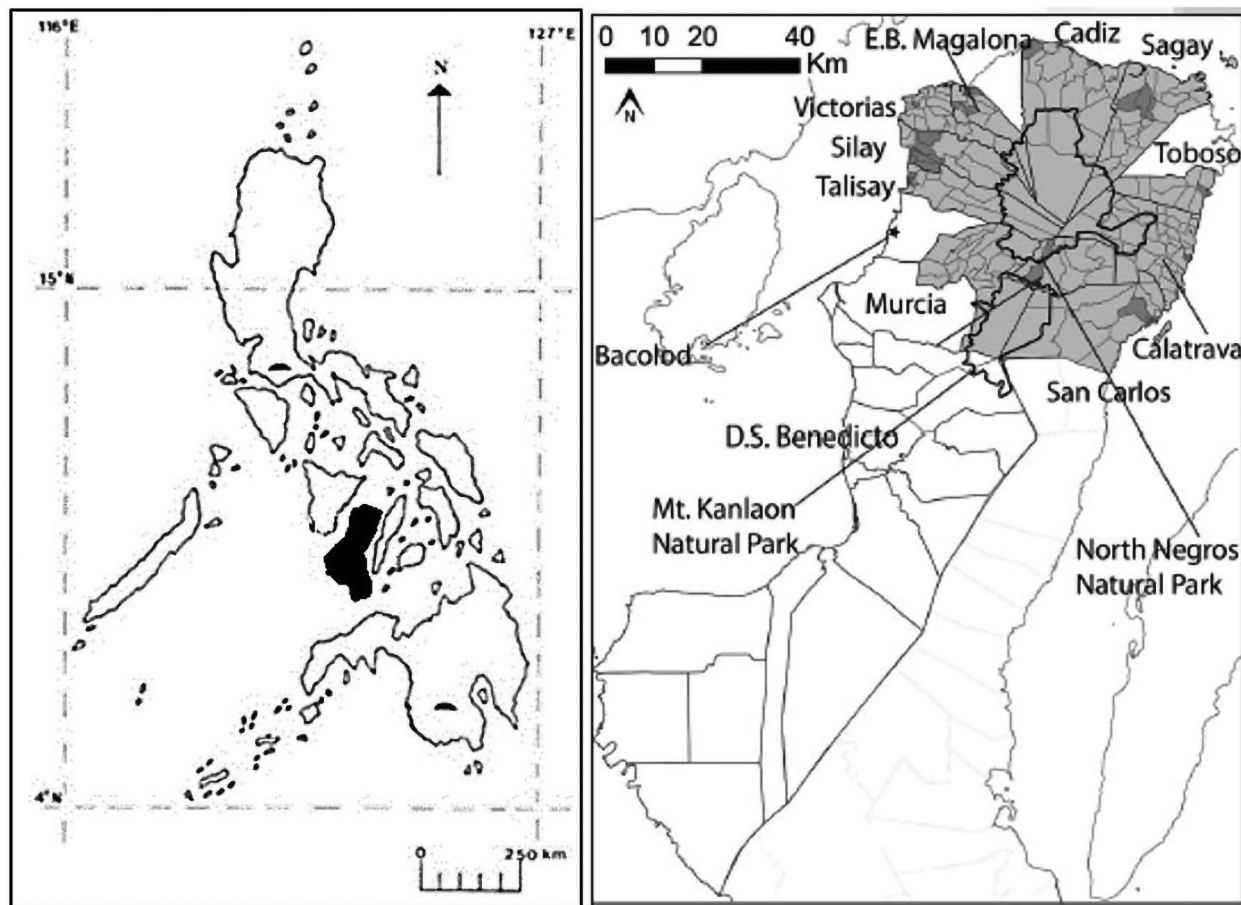 116°E
127°E
N
15°N
4°N
0 250 km
0 10 20 40
Km
N
E.B. Magalona
Cadiz
Sagay
Victorias
Silay
Talisay
Toboso
Murcia
Bacolod
Calatrava
San Carlos
D.S. Benedicto
Mt. Kanlaon
Natural Park
North Negros
Natural Park